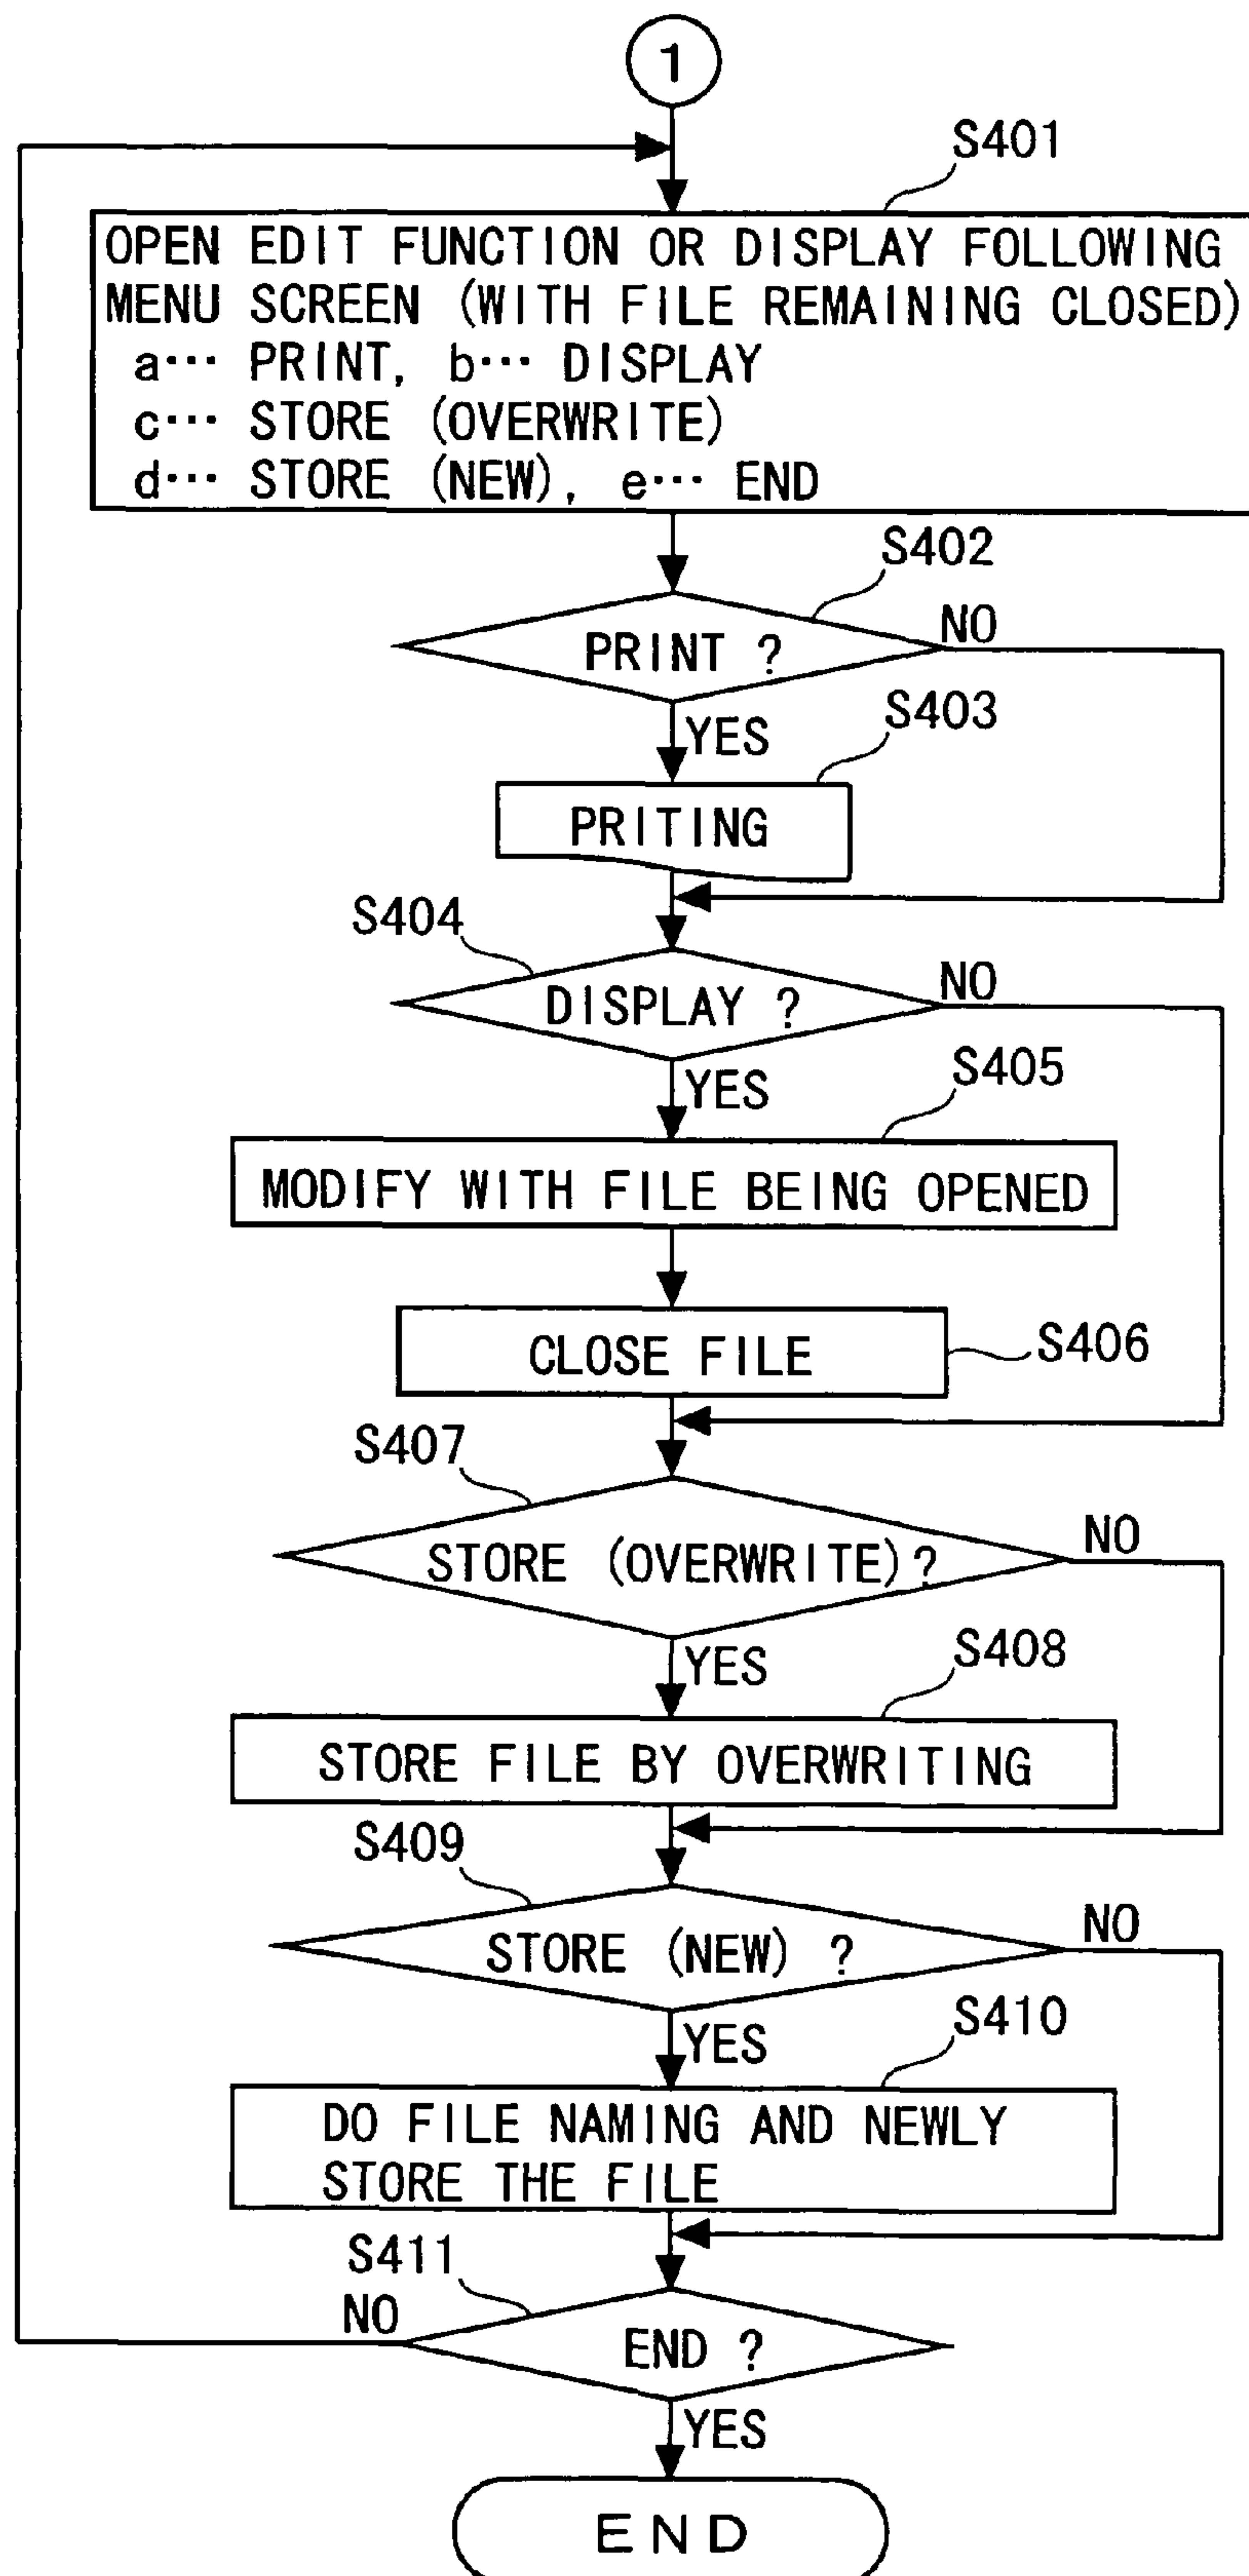 1
S401
OPEN EDIT FUNCTION OR DISPLAY FOLLOWING
MENU SCREEN (WITH FILE REMAINING CLOSED)
a··· PRINT, b··· DISPLAY
c··· STORE (OVERWRITE)
d··· STORE (NEW), e··· END
S402
NO
PRINT ?
YES
S403
PRITING
S404
NO
DISPLAY ?
YES
S405
MODIFY WITH FILE BEING OPENED
CLOSE FILE
S406
S407
NO
STORE (OVERWRITE)?
YES
S408
STORE FILE BY OVERWRITING
S409
NO
STORE (NEW) ?
YES
S410
DO FILE NAMING AND NEWLY
STORE THE FILE
S411
NO
END ?
YES
END